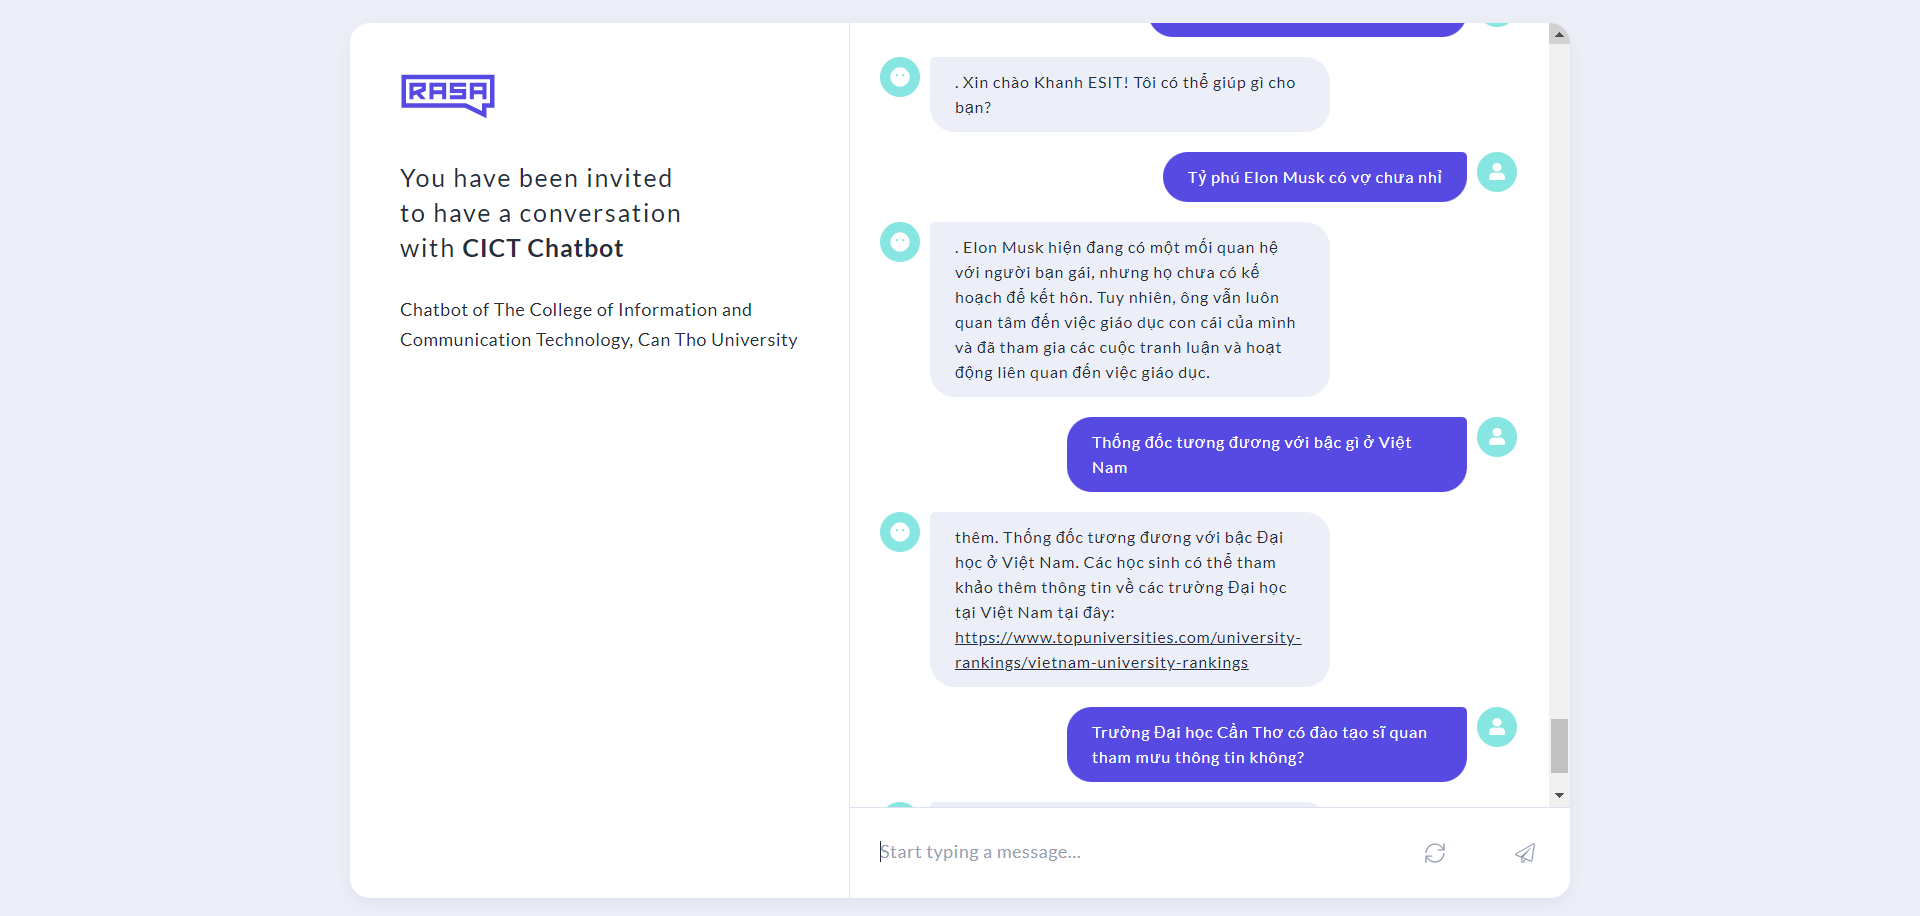 RASA
You have been invited
to have a conversation
with CICT Chatbot
Chatbot of The College of Information and
Communication Technology, Can Tho University
. Xin chào Khanh ESIT! Tôi có thể giúp gì cho
bạn?
Tỷ phú Elon Musk có vợ chưa nhỉ
. Elon Musk hiện đang có một mối quan hệ
với người bạn gái, nhưng họ chưa có kế
hoạch để kết hôn. Tuy nhiên, ông vẫn luôn
quan tâm đến việc giáo dục con cái của mình
và đã tham gia các cuộc tranh luận và hoạt
động liên quan đến việc giáo dục.
Thống đốc tương đương với bậc gì ở Việt
Nam
thêm. Thống đốc tương đương với bậc Đại
học ở Việt Nam. Các học sinh có thể tham
khảo thêm thông tin về các trường Đại học
tại Việt Nam tại đây:
https://www.topuniversities.com/university-
rankings/vietnam-university-rankings
Trường Đại học Cần Thơ có đào tạo sĩ quan
tham mưu thông tin không?
Start typing a message...